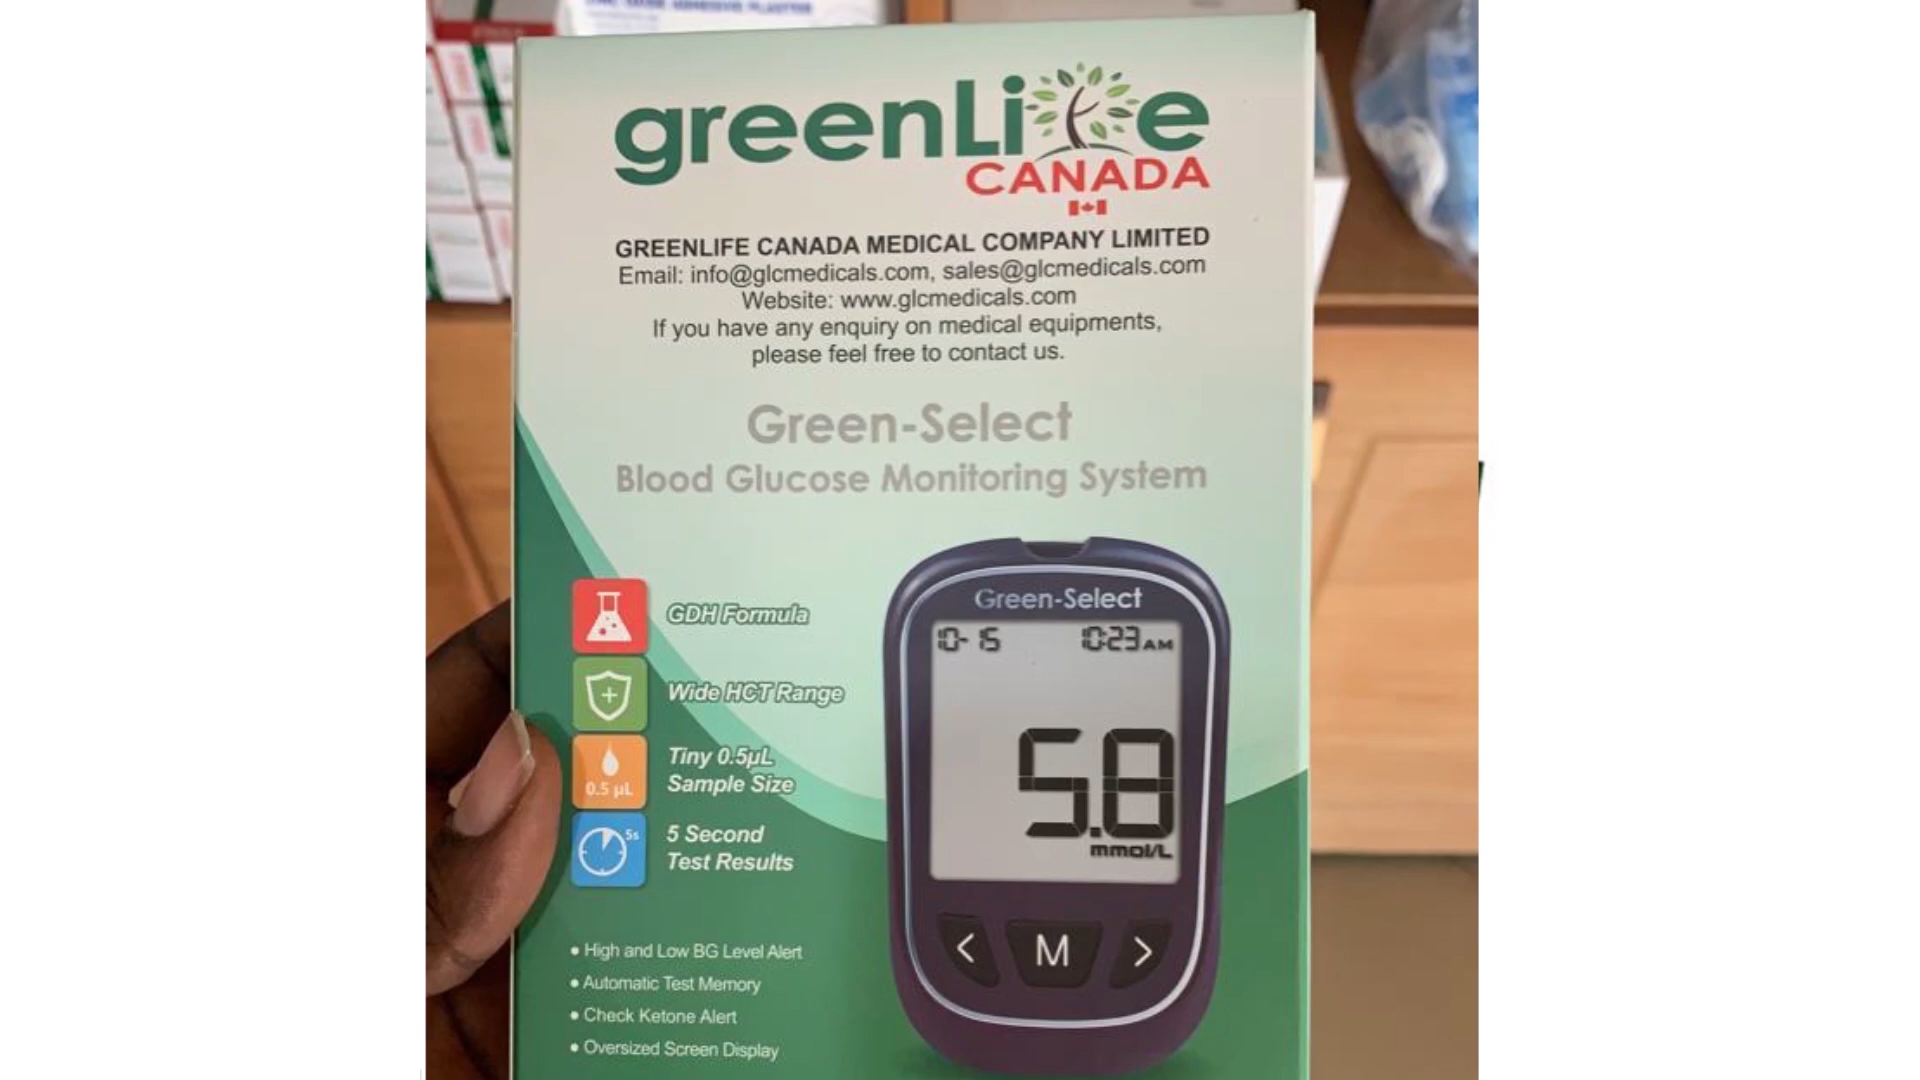 ZINC OXIDE ADHESIVE PLASTER
greenLife
CANADA
GREENLIFE CANADA MEDICAL COMPANY LIMITED
Email: info@glcmedicals.com, sales@glcmedicals.com
Website: www.glcmedicals.com
If you have any enquiry on medical equipments,
please feel free to contact us.
Green-Select
Blood Glucose Monitoring System
GDH Formula
Wide HCT Range
0.5 µL
Tiny 0.5µL
Sample Size
5s
5 Second
Test Results
• High and Low BG Level Alert
• Automatic Test Memory
• Check Ketone Alert
• Oversized Screen Display
Green-Select
10-15 10:23 AM
5.8
mmol/L
< M >